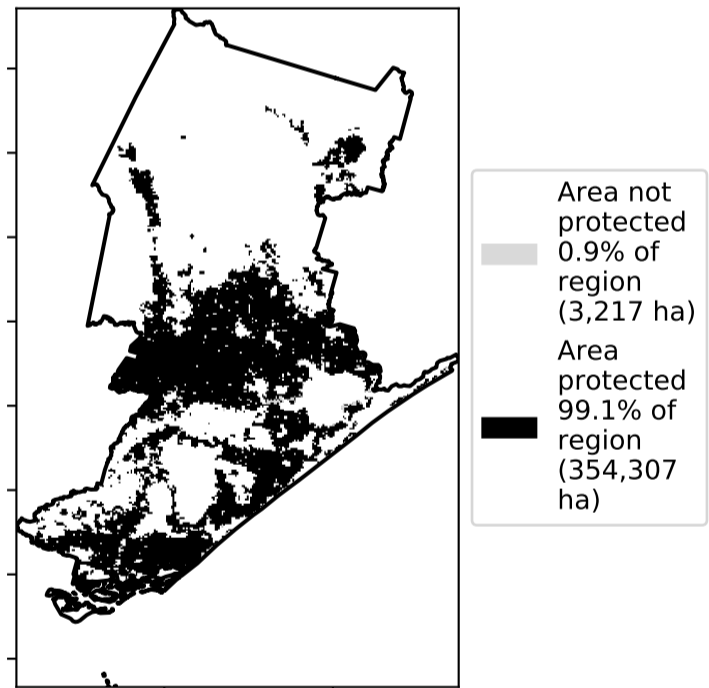 Area not
protected
0.9% of
region
(3,217 ha)
Area
protected
99.1% of
region
(354,307
ha)